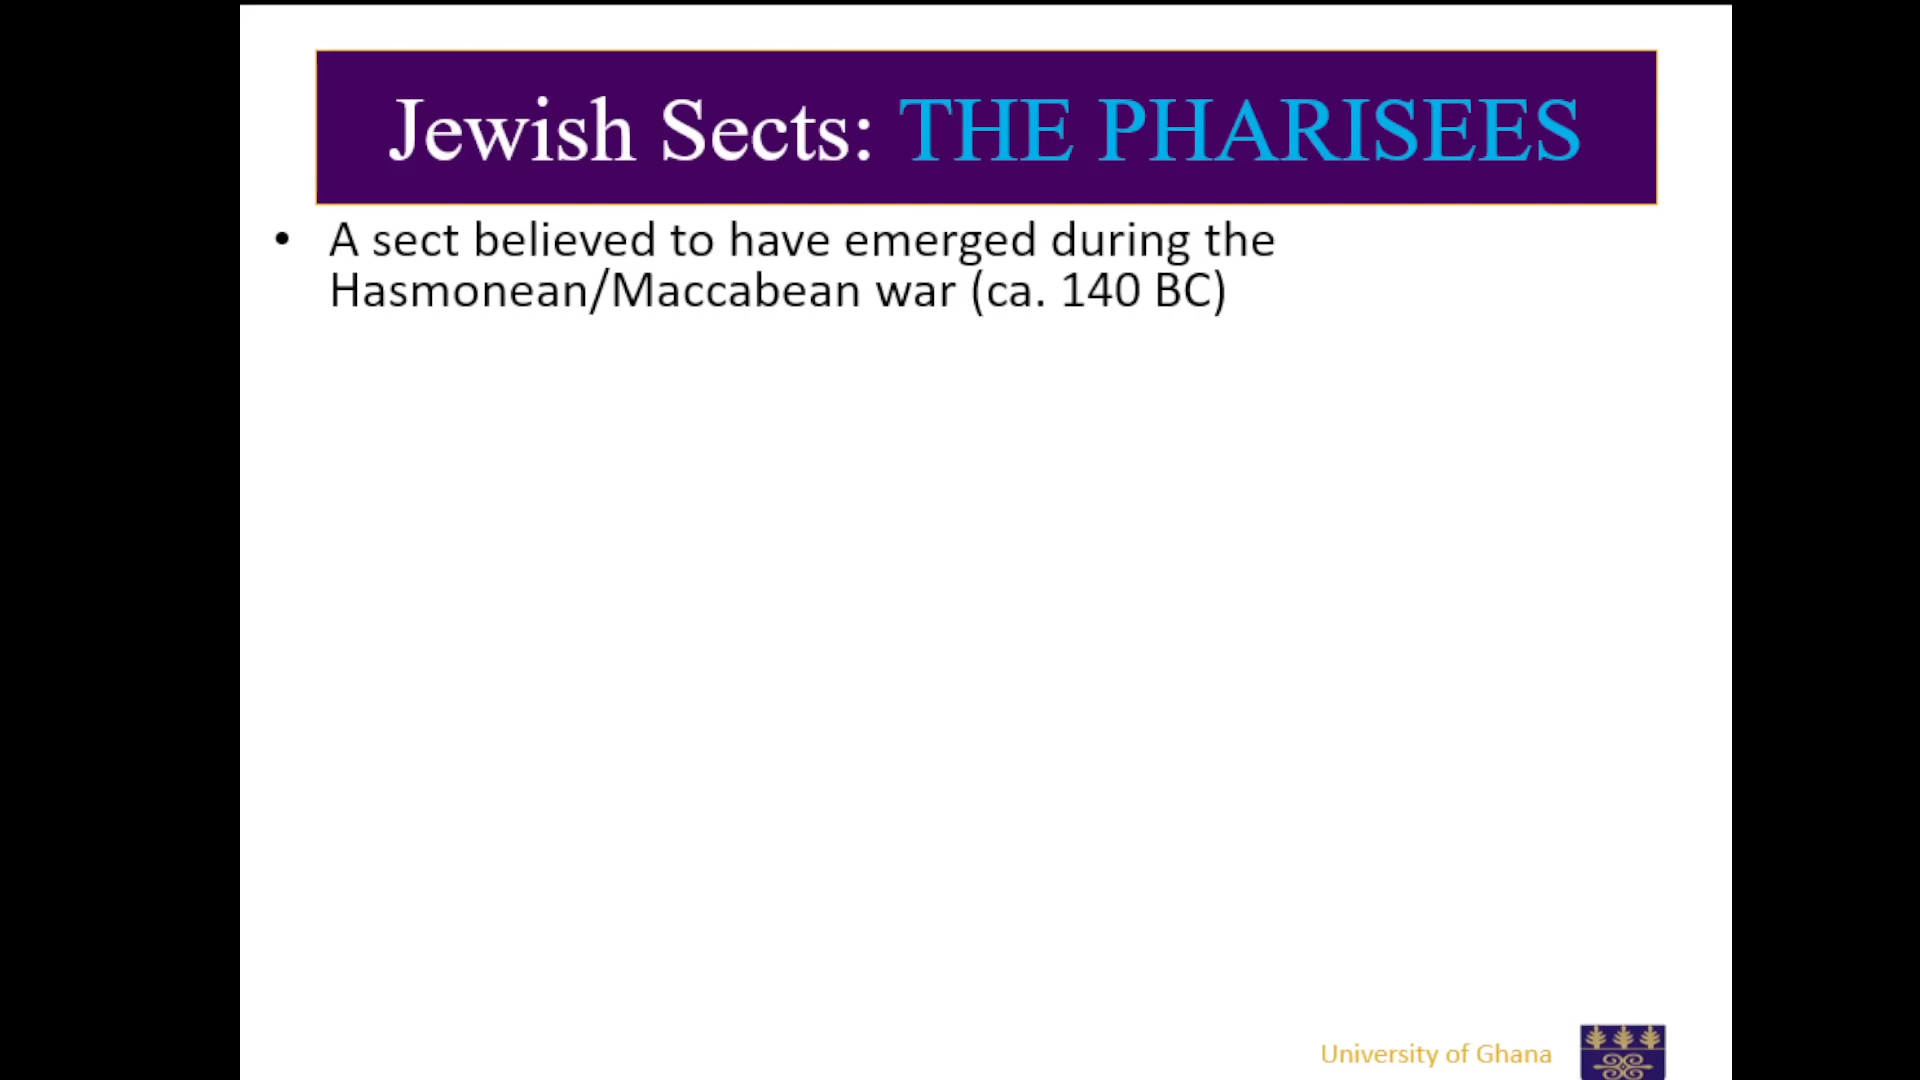 Jewish Sects: THE PHARISEES
• A sect believed to have emerged during the
Hasmonean/Maccabean war (ca. 140 BC)
University of Ghana